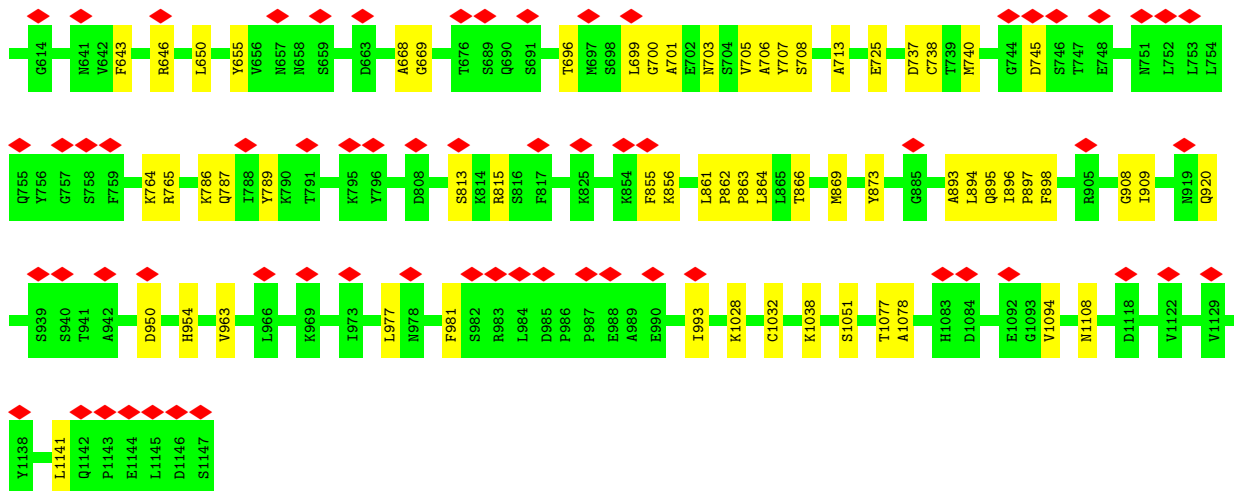 G614 N641 V642 F643 R646 L650 Y655 V656 N657 N658 S659 D663 A668 G669 T676 S689 Q690 S691 T696 M697 S698 L699 G700 A701 E702 N703 S704 V705 A706 Y707 S708 A713 E725 D737 C738 T739 M740 G744 D745 S746 T747 E748 N751 L752 L753 L754
Q755 Y756 G757 S758 F759 K764 R765 K786 Q787 I788 Y789 K790 T791 K795 Y796 D808 S813 K814 R815 S816 F817 K825 K854 F855 K856 L861 P862 P863 L864 L865 T866 M869 Y873 G885 A893 L894 Q895 I896 P897 F898 R905 G908 I909 N919 Q920
S939 S940 T941 A942 D950 H954 V963 L966 K969 I973 L977 N978 F981 S982 R983 L984 D985 P986 P987 E988 A989 E990 I993 K1028 C1032 K1038 S1051 T1077 A1078 H1083 D1084 E1092 G1093 V1094 N1108 D1118 V1122 V1129
Y1138 L1141 Q1142 P1143 E1144 L1145 D1146 S1147